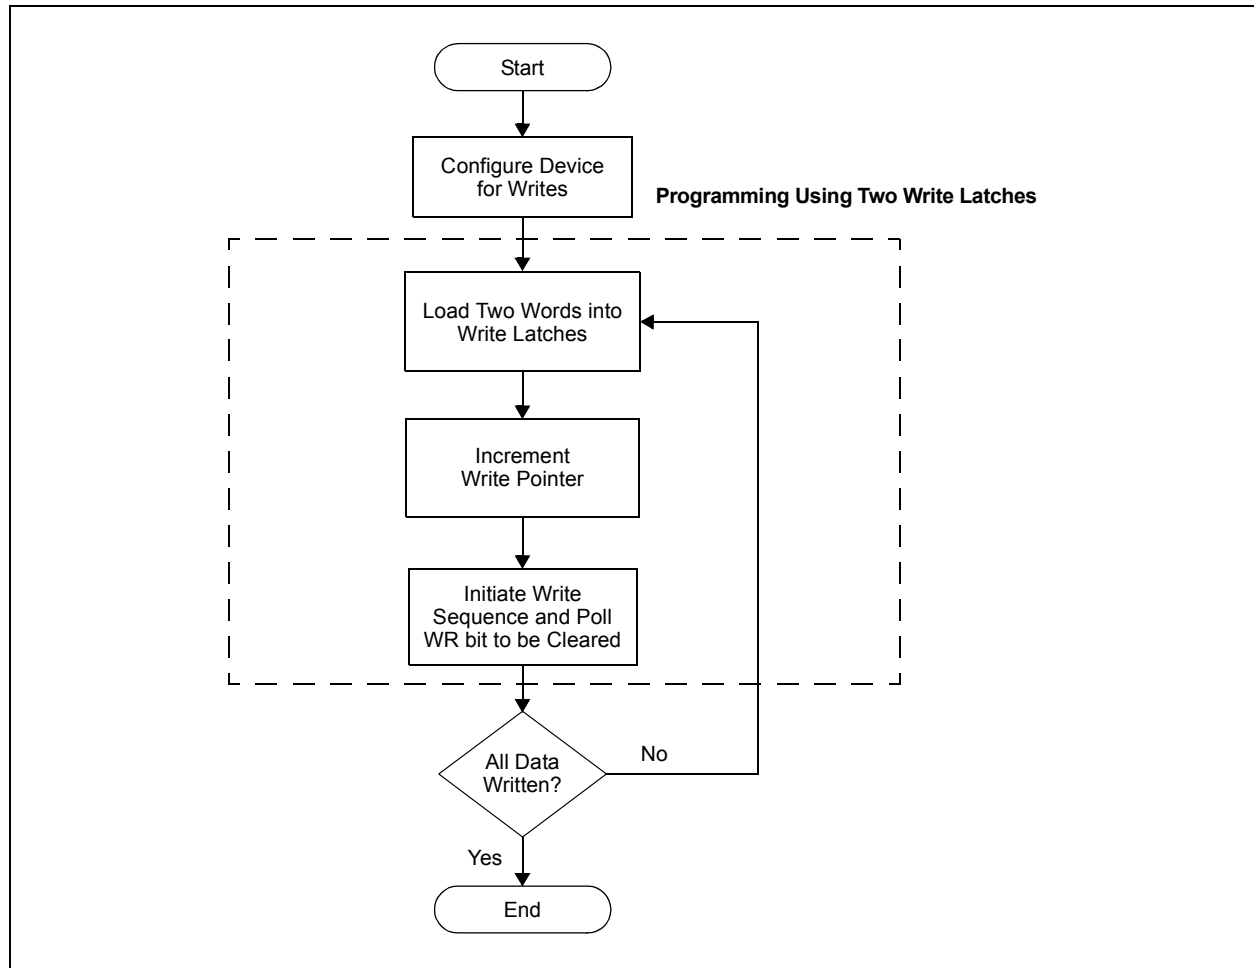 Start
Configure Device
for Writes
Programming Using Two Write Latches
Load Two Words into
Write Latches
Increment
Write Pointer
Initiate Write
Sequence and Poll
WR bit to be Cleared
All Data
Written?
No
Yes
End